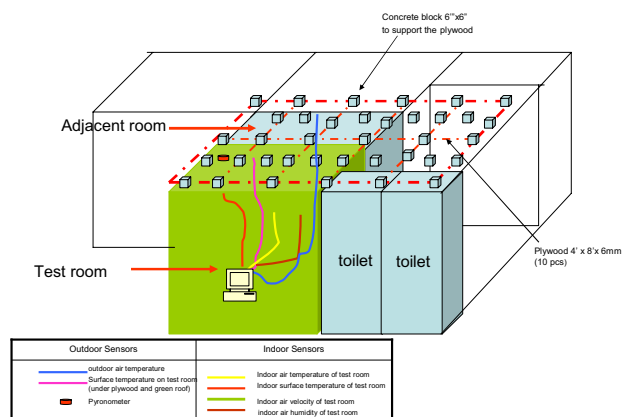 Concrete block 6'"x6"
to support the plywood
Adjacent room
Test room
toilet
toilet
Plywood 4' x 8'x 6mm
(10 pcs)
Outdoor Sensors
Indoor Sensors
outdoor air temperature
Surface temperature on test room
(under plywood and green roof)
Pyronometer
Indoor air temperature of test room
Indoor surface temperature of test room
Indoor air velocity of test room
indoor air humidity of test room